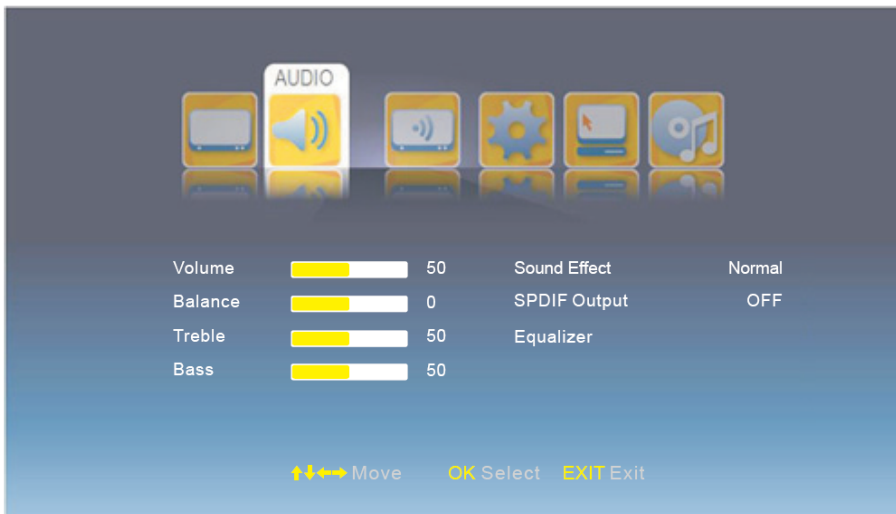 AUDIO
Volume 50 Sound Effect Normal
Balance 0 SPDIF Output OFF
Treble 50 Equalizer
Bass 50
Move OK Select EXIT Exit